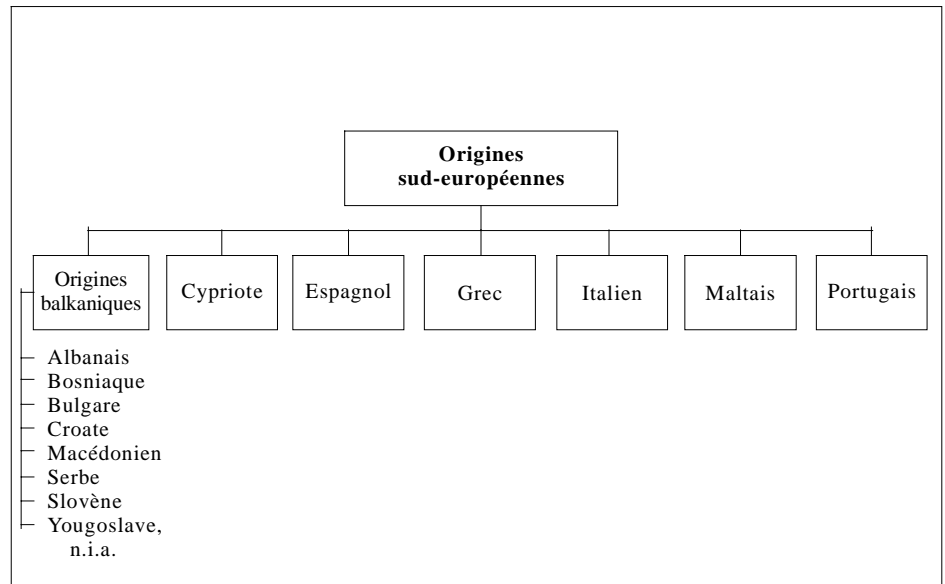 Origines
sud-européennes
Origines
balkaniques
Cypriote
Espagnol
Grec
Italien
Maltais
Portugais
Albanais
Bosniaque
Bulgare
Croate
Macédonien
Serbe
Slovène
Yougoslave,
n.i.a.